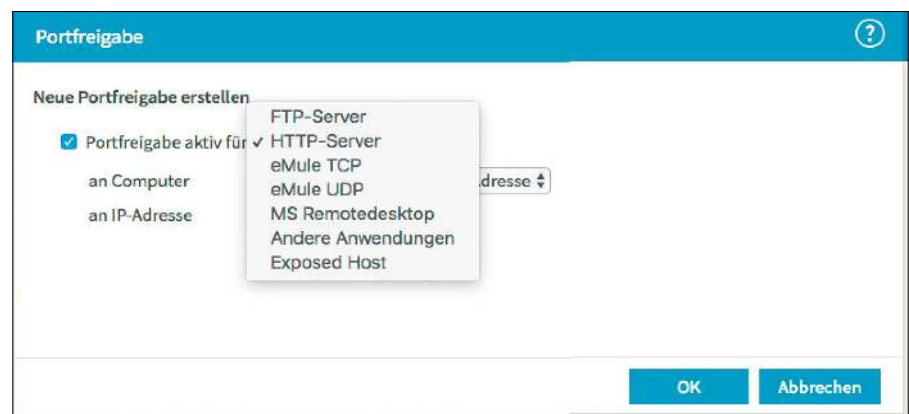 Portfreigabe ?
Neue Portfreigabe erstellen
FTP-Server
Portfreigabe aktiv für ✓ HTTP-Server
eMule TCP
an Computer dresse
eMule UDP
an IP-Adresse MS Remotedesktop
Andere Anwendungen
Exposed Host
OK Abbrechen